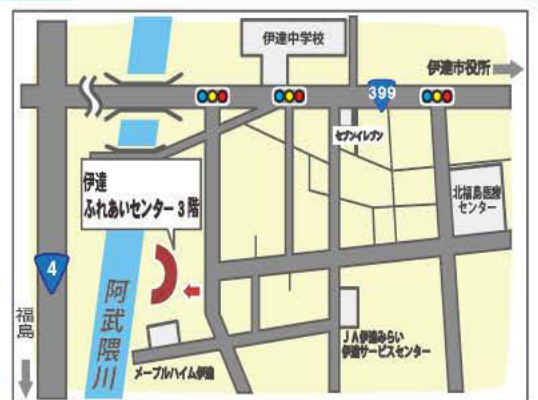 伊達中学校
伊達市役所
399
セブンイレブン
伊達
ふれあいセンター3階
北福島医療
センター
4
阿武隈川
福島
JA伊達みらい
伊達サービスセンター
メープルハイム伊達